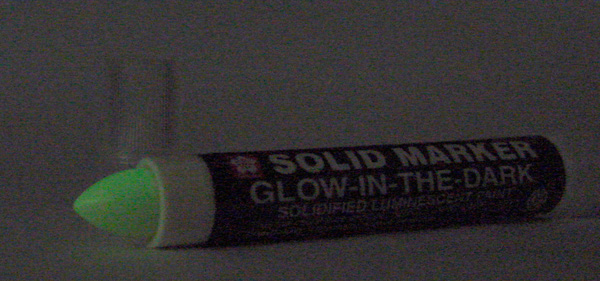 SOLID MARKER
GLOW-IN-THE-DARK
SOLIDIFIED LUMINESCENT PAINT